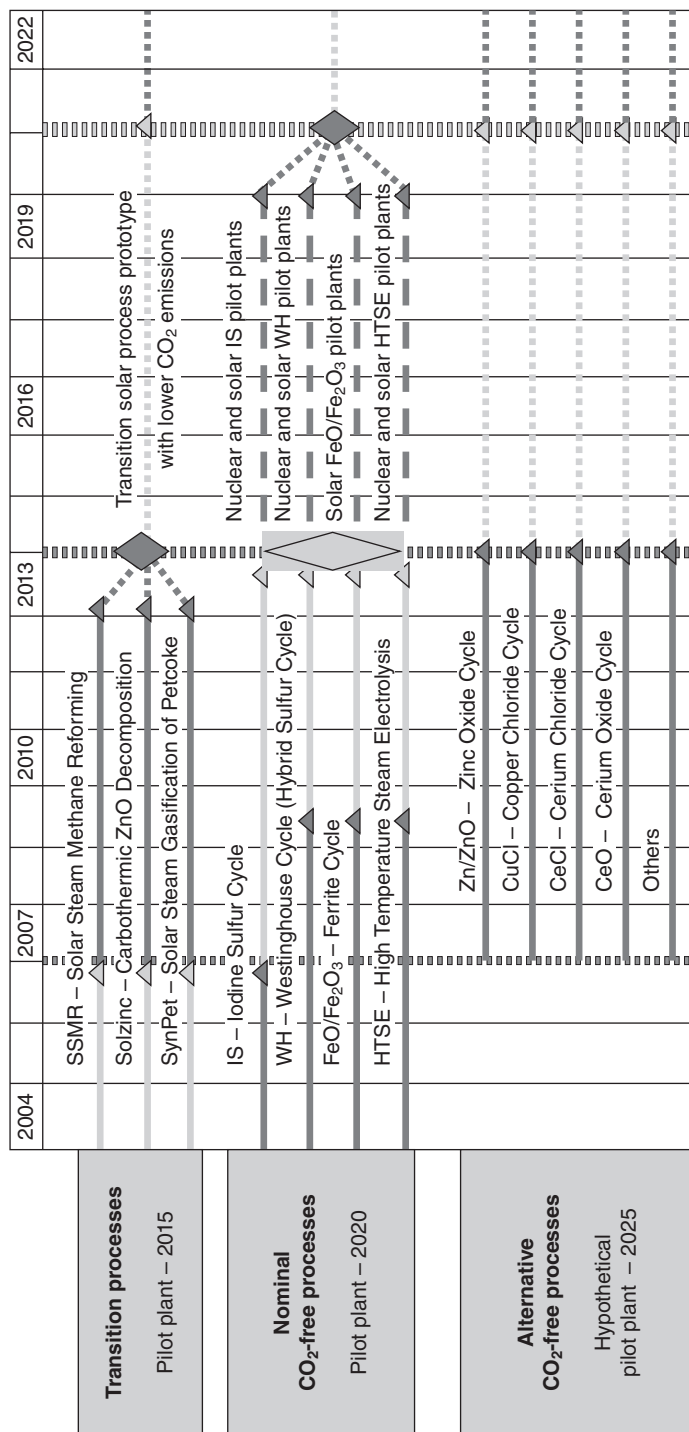 2004
2007
2010
2013
2016
2019
2022
Transition processes
Pilot plant – 2015
SSMR – Solar Steam Methane Reforming
Solzinc – Carbothermic ZnO Decomposition
SynPet – Solar Steam Gasification of Petcoke
Transition solar process prototype
with lower CO₂ emissions
Nominal
CO₂-free processes
Pilot plant – 2020
IS – Iodine Sulfur Cycle
WH – Westinghouse Cycle (Hybrid Sulfur Cycle)
FeO/Fe₂O₃ – Ferrite Cycle
HTSE – High Temperature Steam Electrolysis
Nuclear and solar IS pilot plants
Nuclear and solar WH pilot plants
Solar FeO/Fe₂O₃ pilot plants
Nuclear and solar HTSE pilot plants
Alternative
CO₂-free processes
Hypothetical
pilot plant – 2025
Zn/ZnO – Zinc Oxide Cycle
CuCl – Copper Chloride Cycle
CeCl – Cerium Chloride Cycle
CeO – Cerium Oxide Cycle
Others